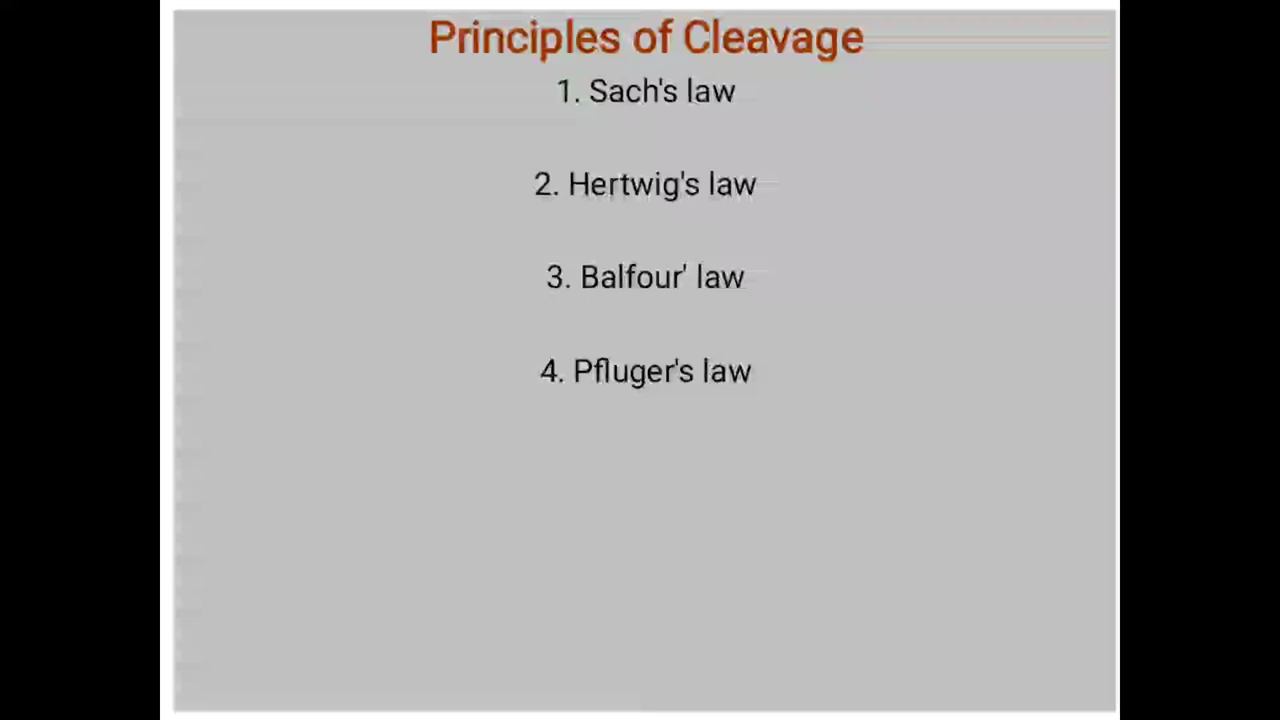 Principles of Cleavage
1. Sach's law
2. Hertwig's law
3. Balfour' law
4. Pfluger's law